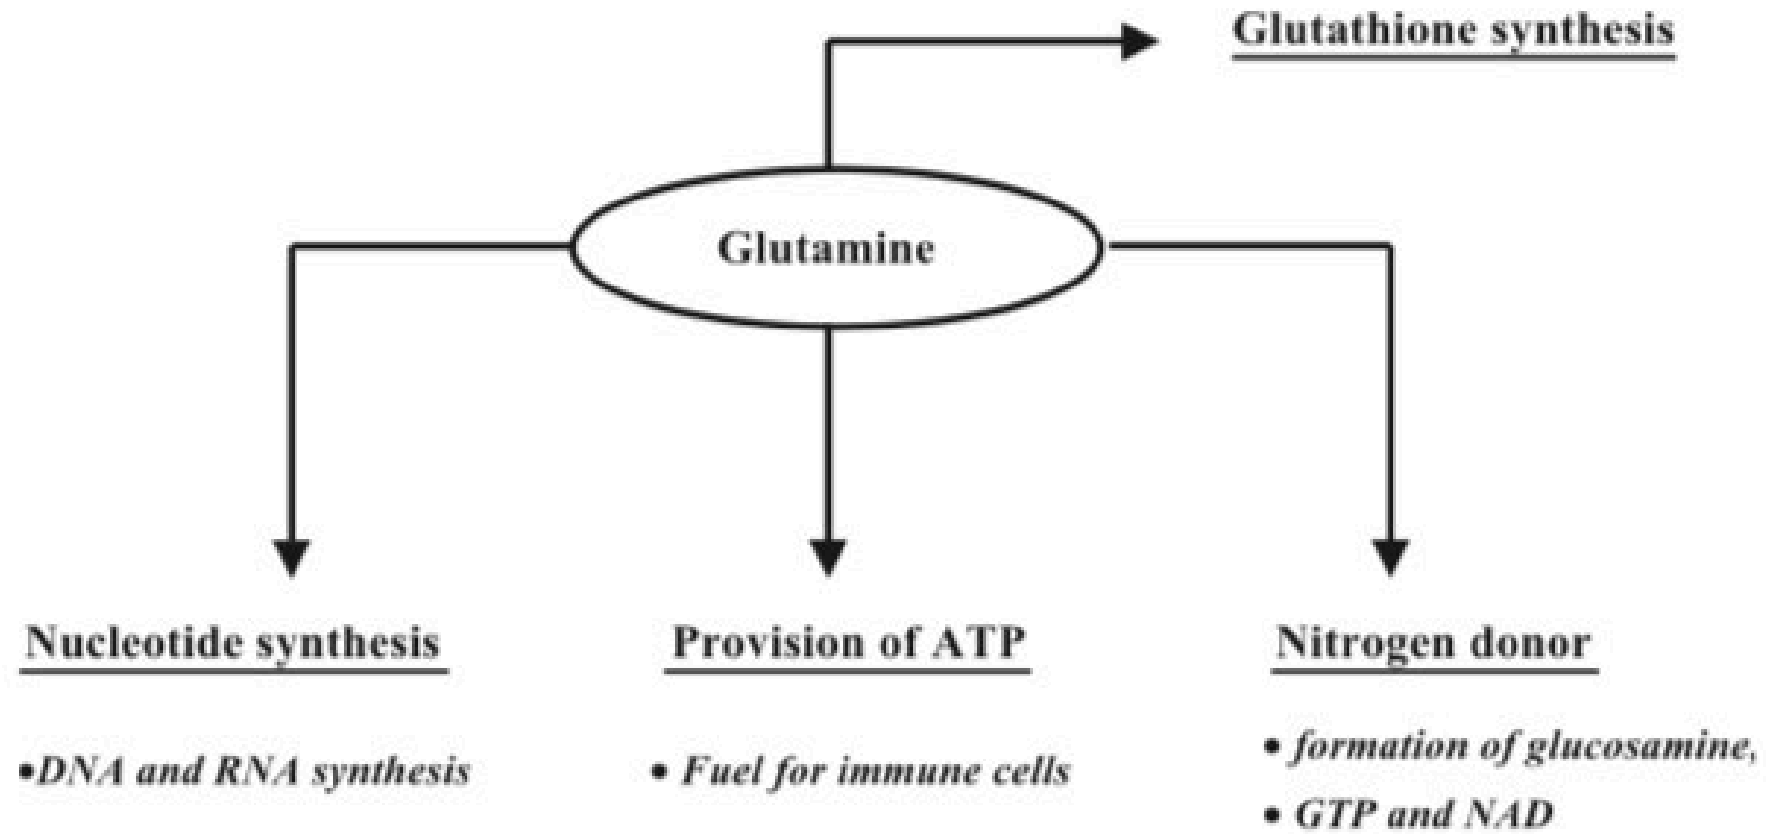 Glutathione synthesis
Glutamine
Nucleotide synthesis
•DNA and RNA synthesis
Provision of ATP
• Fuel for immune cells
Nitrogen donor
• formation of glucosamine,
• GTP and NAD